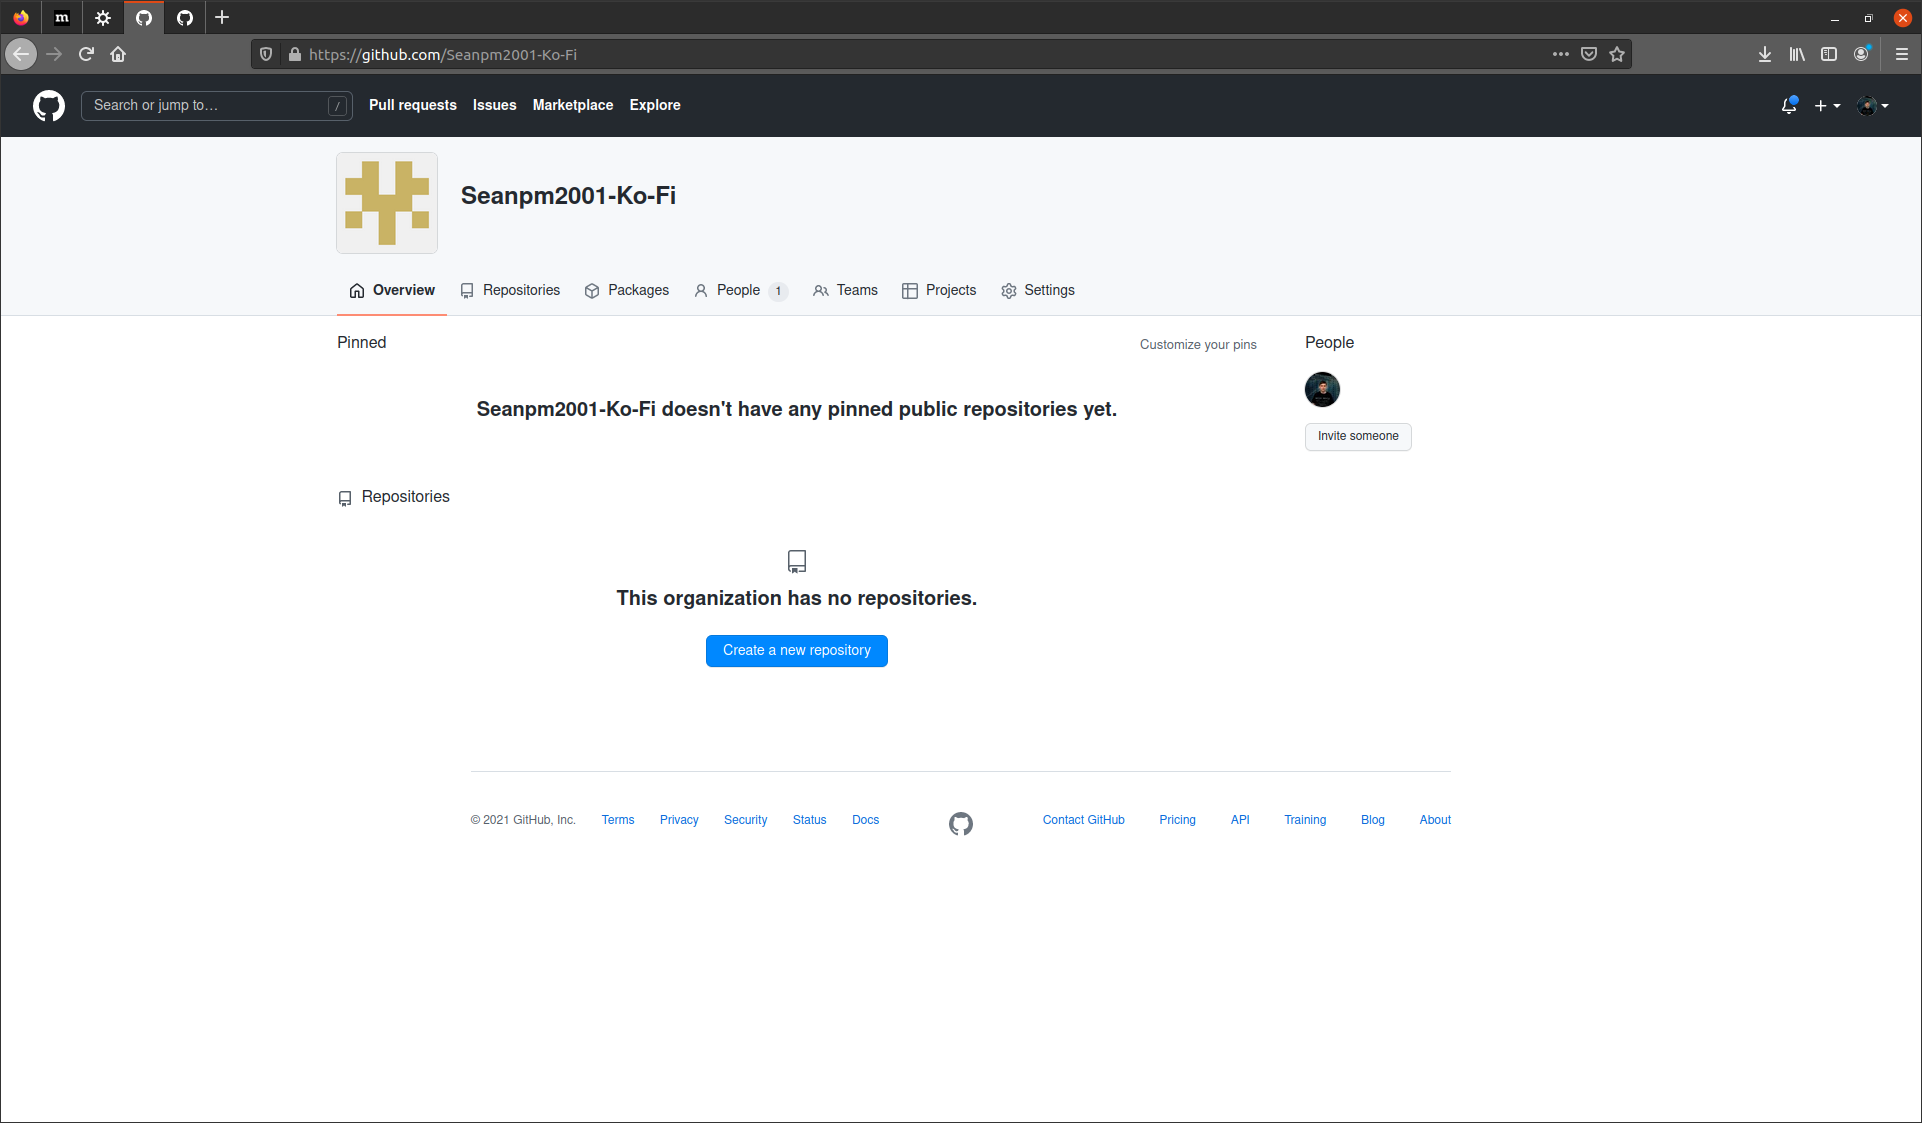 m
https://github.com/Seanpm2001-Ko-Fi
Search or jump to… /
Pull requests Issues Marketplace Explore
Seanpm2001-Ko-Fi
Overview Repositories Packages People 1 Teams Projects Settings
Pinned Customize your pins People
Seanpm2001-Ko-Fi doesn't have any pinned public repositories yet.
Invite someone
Repositories
This organization has no repositories.
Create a new repository
© 2021 GitHub, Inc. Terms Privacy Security Status Docs Contact GitHub Pricing API Training Blog About